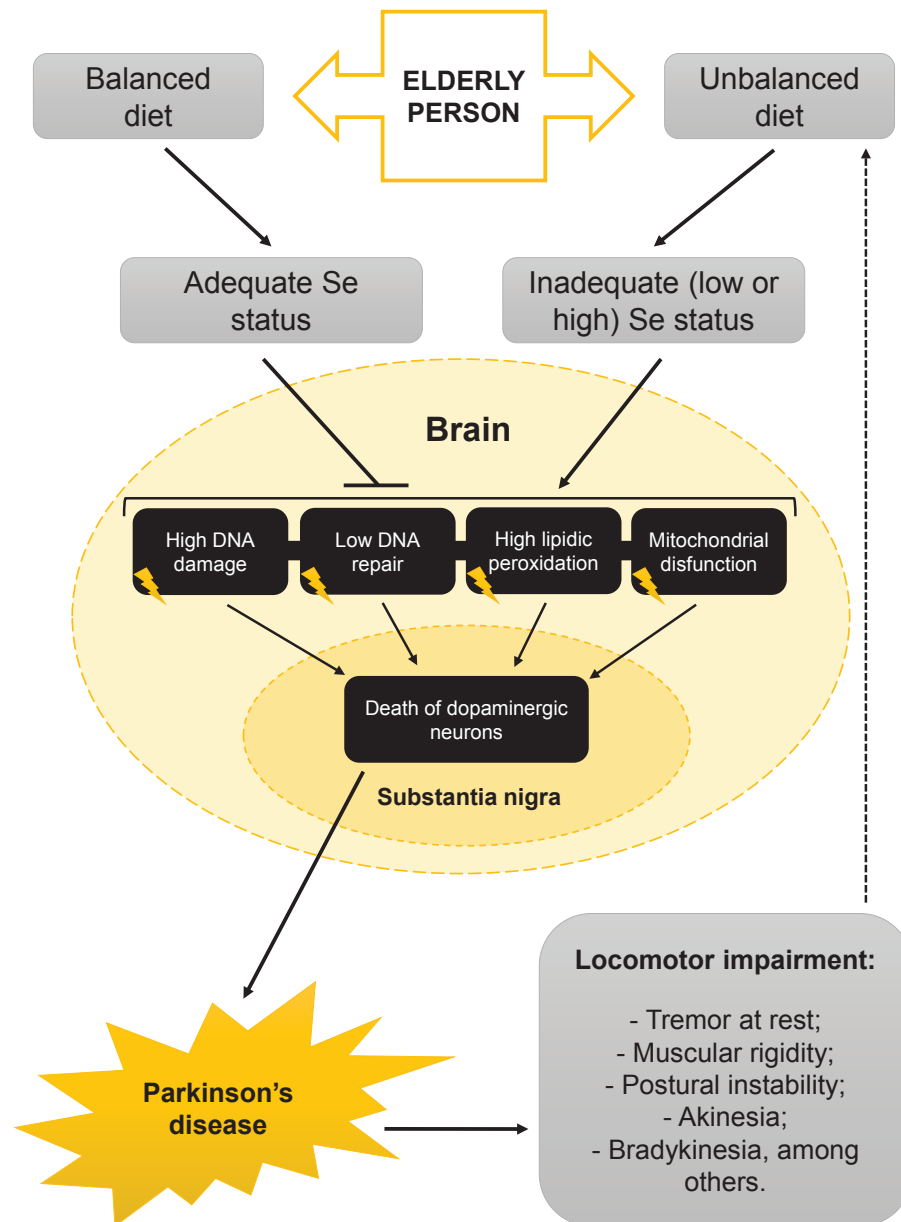 ELDERLY
PERSON
Balanced
diet
Unbalanced
diet
Adequate Se
status
Inadequate (low or
high) Se status
Brain
High DNA
damage
Low DNA
repair
High lipidic
peroxidation
Mitochondrial
disfunction
Death of dopaminergic
neurons
Substantia nigra
Parkinson's
disease
Locomotor impairment:
- Tremor at rest;
- Muscular rigidity;
- Postural instability;
- Akinesia;
- Bradykinesia, among
others.